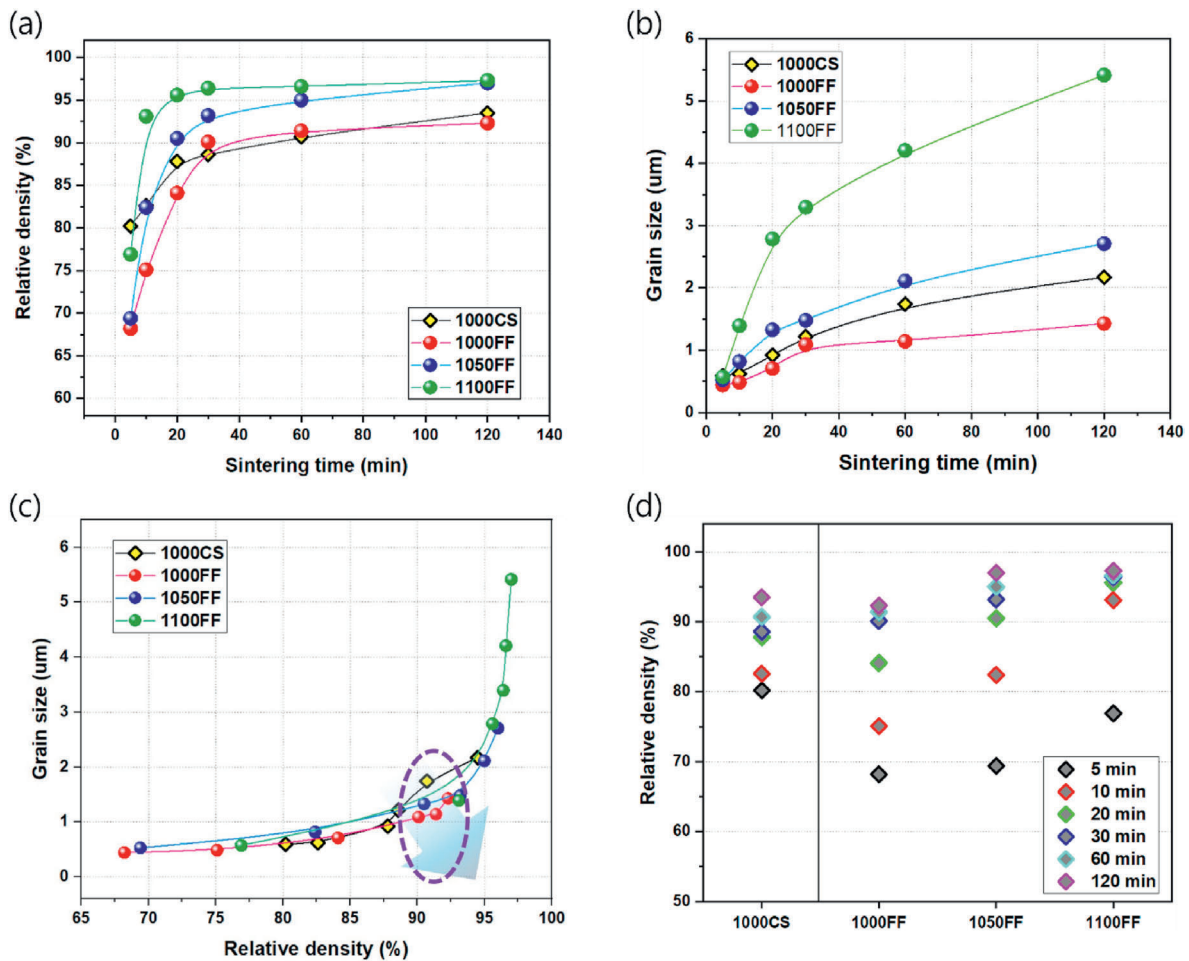 (a)
100
95
90
85
80
75
70
65
60
Relative density (%)
1000CS
1000FF
1050FF
1100FF
0 20 40 60 80 100 120 140
Sintering time (min)
(b)
6
5
4
3
2
1
0
Grain size (um)
1000CS
1000FF
1050FF
1100FF
0 20 40 60 80 100 120 140
Sintering time (min)
(c)
6
5
4
3
2
1
0
Grain size (um)
1000CS
1000FF
1050FF
1100FF
65 70 75 80 85 90 95 100
Relative density (%)
(d)
100
90
80
70
60
50
Relative density (%)
5 min
10 min
20 min
30 min
60 min
120 min
1000CS 1000FF 1050FF 1100FF